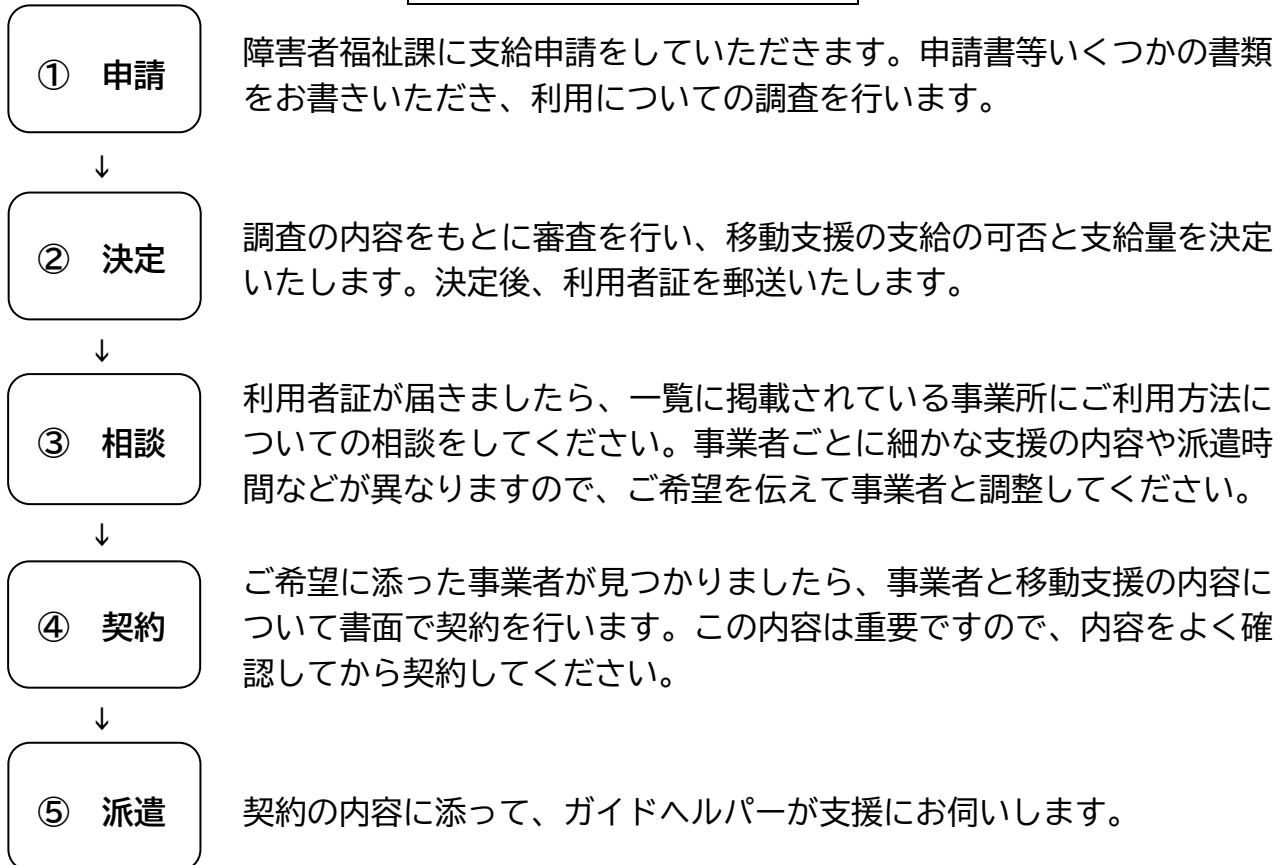 ① 申請
障害者福祉課に支給申請をしていただきます。申請書等いくつかの書類
をお書きいただき、利用についての調査を行います。
↓
② 決定
調査の内容をもとに審査を行い、移動支援の支給の可否と支給量を決定
いたします。決定後、利用者証を郵送いたします。
↓
③ 相談
利用者証が届きましたら、一覧に掲載されている事業所にご利用方法に
ついての相談をしてください。事業者ごとに細かな支援の内容や派遣時
間などが異なりますので、ご希望を伝えて事業者と調整してください。
↓
④ 契約
ご希望に添った事業者が見つかりましたら、事業者と移動支援の内容に
ついて書面で契約を行います。この内容は重要ですので、内容をよく確
認してから契約してください。
↓
⑤ 派遣
契約の内容に添って、ガイドヘルパーが支援にお伺いします。